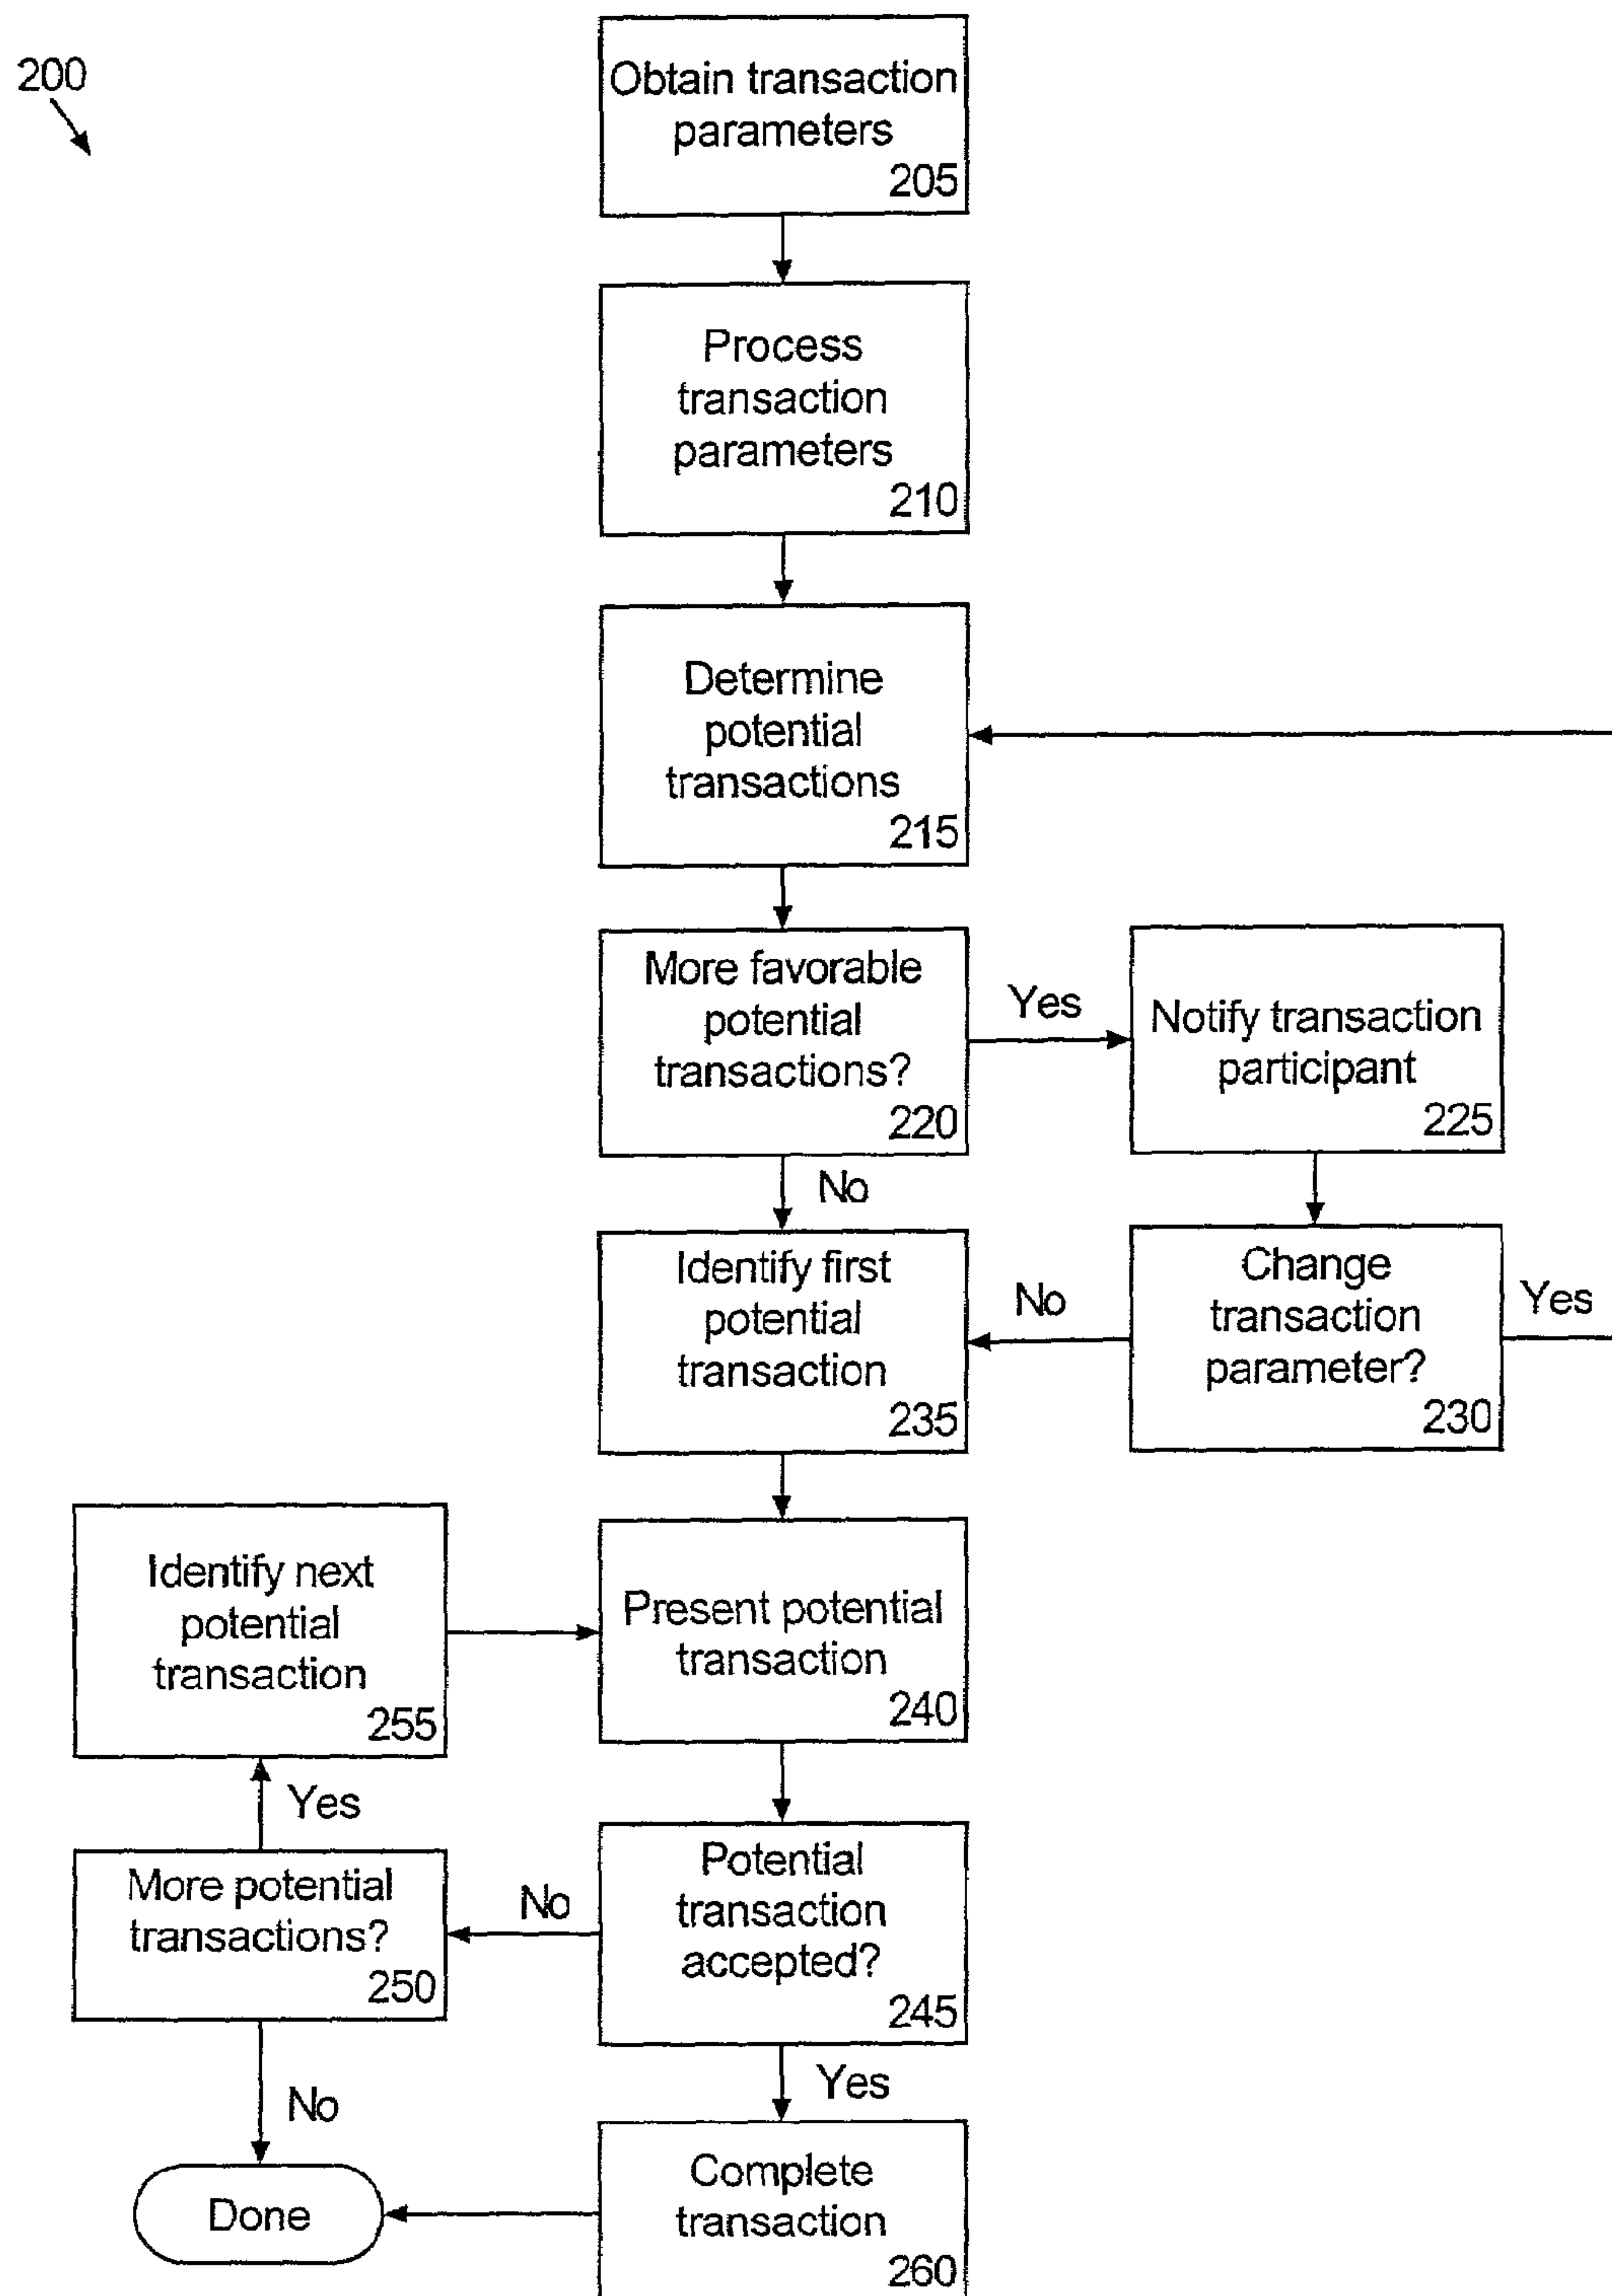 200
Obtain transaction
parameters
205
Process
transaction
parameters
210
Determine
potential
transactions
215
More favorable
potential
transactions?
220
Yes
Notify transaction
participant
225
No
Identify first
potential
transaction
235
No
Change
transaction
parameter?
230
Yes
Identify next
potential
transaction
255
Present potential
transaction
240
Yes
More potential
transactions?
250
No
Potential
transaction
accepted?
245
No
Yes
Done
Complete
transaction
260